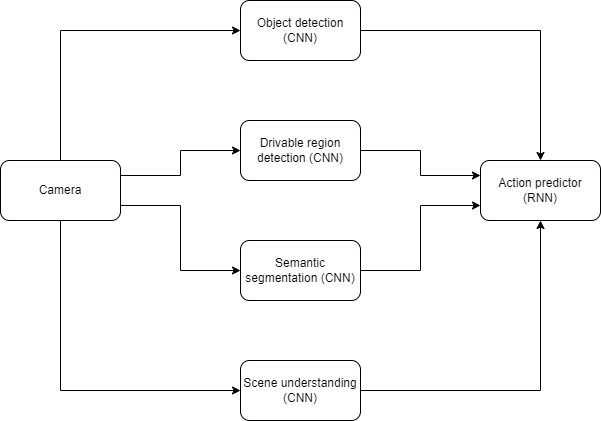 Object detection
(CNN)
Drivable region
detection (CNN)
Camera
Action predictor
(RNN)
Semantic
segmentation (CNN)
Scene understanding
(CNN)